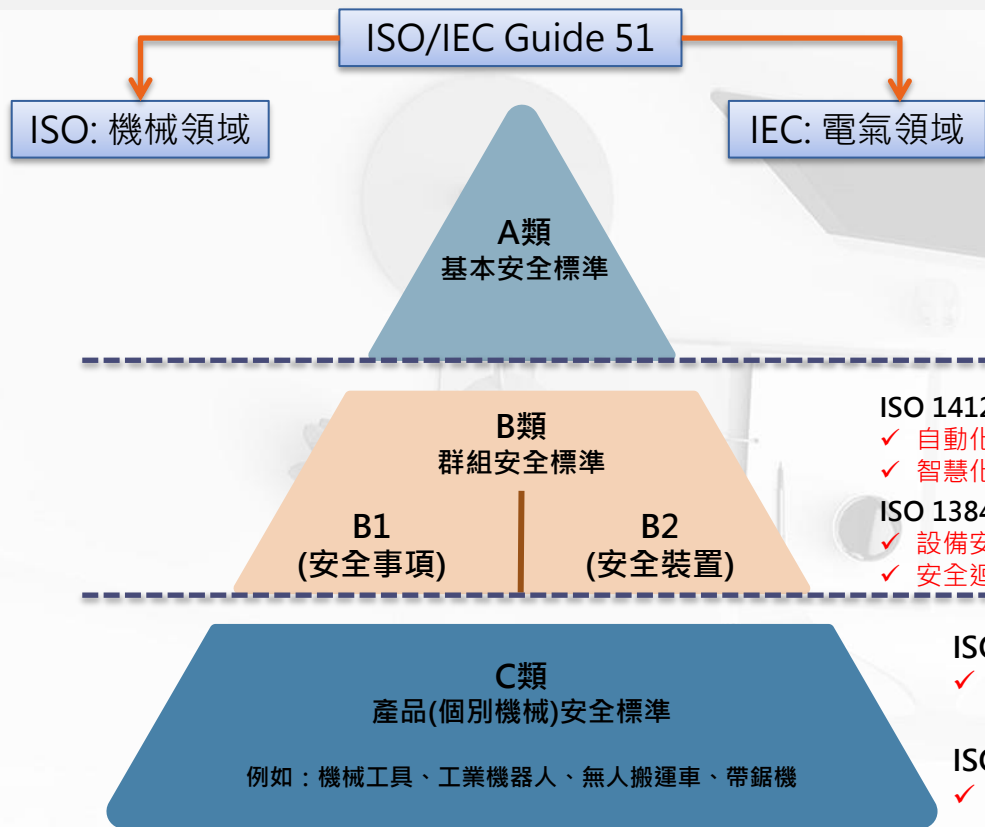 ISO/IEC Guide 51
ISO: 機械領域
IEC: 電氣領域
A類
基本安全標準
B類
群組安全標準
B1
(安全事項)
B2
(安全裝置)
ISO 1412
✓ 自動化
✓ 智慧化
ISO 1384
✓ 設備安
✓ 安全迴
C類
產品(個別機械)安全標準
例如：機械工具、工業機器人、無人搬運車、帶鋸機
ISO
✓
ISO
✓